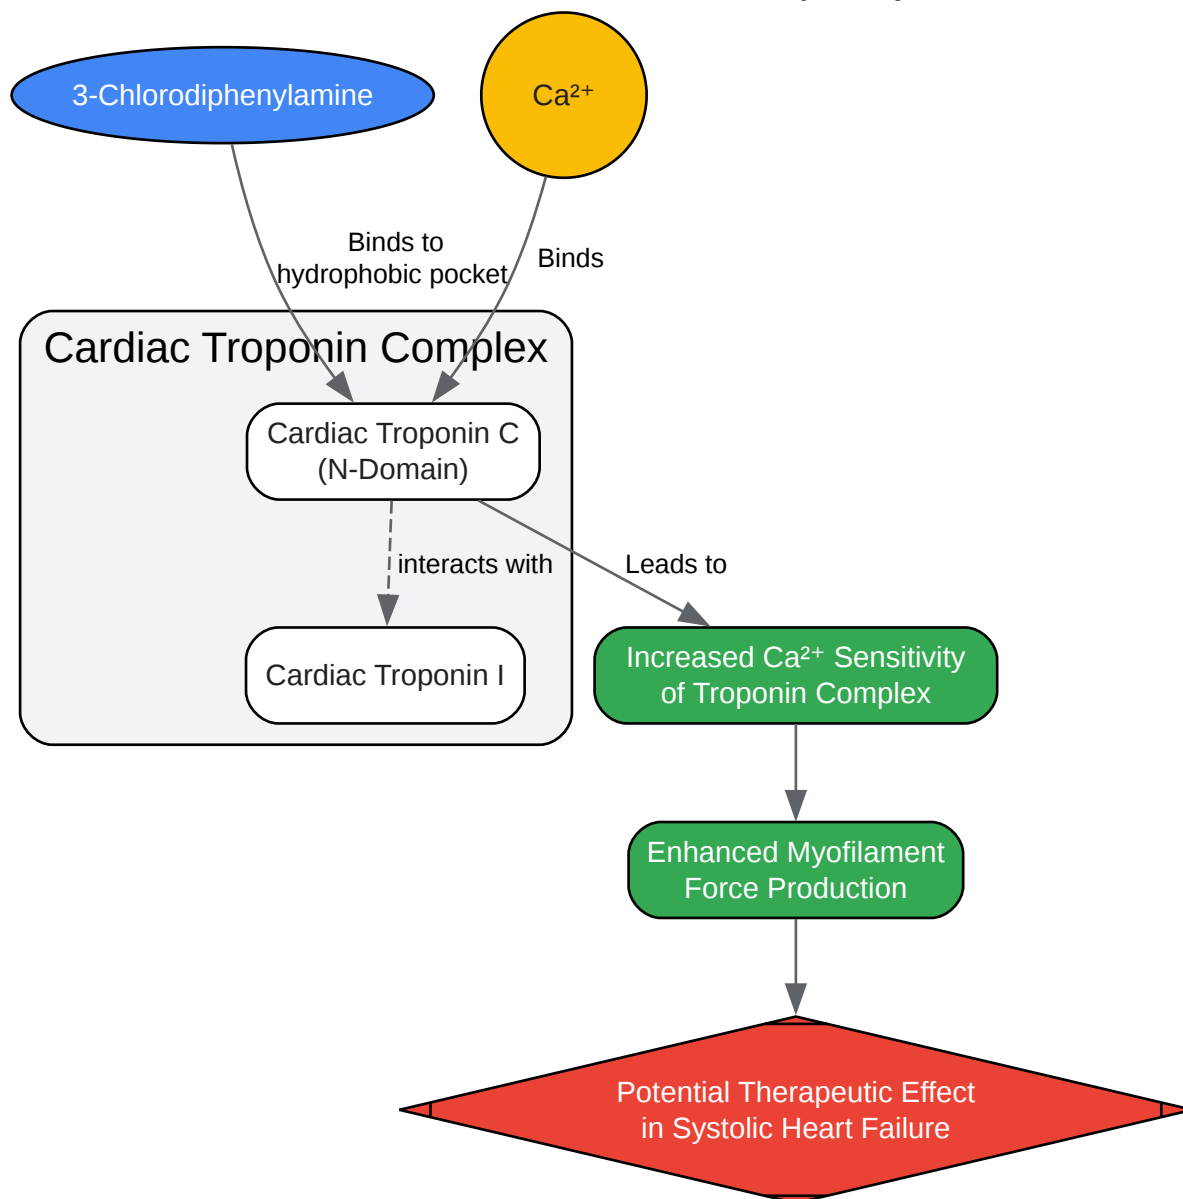 3-Chlorodiphenylamine
Ca²⁺
Binds to
hydrophobic pocket
Binds
Cardiac Troponin Complex
Cardiac Troponin C
(N-Domain)
interacts with
Leads to
Cardiac Troponin I
Increased Ca²⁺ Sensitivity
of Troponin Complex
Enhanced Myofilament
Force Production
Potential Therapeutic Effect
in Systolic Heart Failure